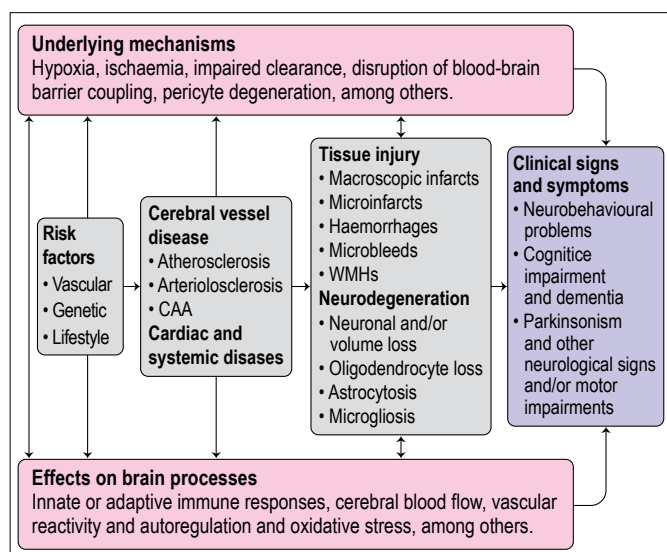 Underlying mechanisms
Hypoxia, ischaemia, impaired clearance, disruption of blood-brain
barrier coupling, pericyte degeneration, among others.
Risk
factors
• Vascular
• Genetic
• Lifestyle
Cerebral vessel
disease
• Atherosclerosis
• Arteriolosclerosis
• CAA
Cardiac and
systemic diseases
Tissue injury
• Macroscopic infarcts
• Microinfarcts
• Haemorrhages
• Microbleeds
• WMHs
Neurodegeneration
• Neuronal and/or
volume loss
• Oligodendrocyte loss
• Astrocytosis
• Microgliosis
Clinical signs
and symptoms
• Neurobehavioural
problems
• Cognitice
impairment
and dementia
• Parkinsonism
and other
neurological signs
and/or motor
impairments
Effects on brain processes
Innate or adaptive immune responses, cerebral blood flow, vascular
reactivity and autoregulation and oxidative stress, among others.